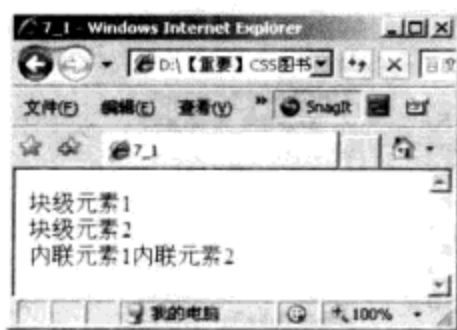 7_1 - Windows Internet Explorer
D:\【重要】CSS图书
百度
文件(F) 编辑(E) 查看(V) » SnagIt
7_1
块级元素1
块级元素2
内联元素1内联元素2
我的电脑 100%